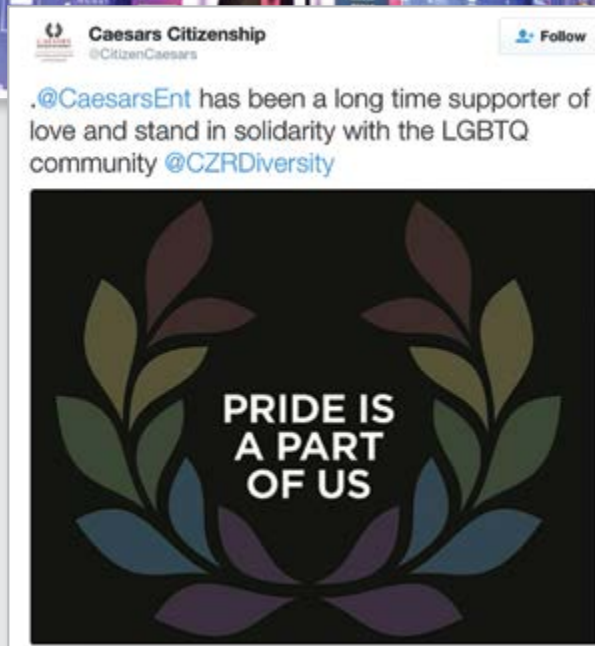 Caesars Citizenship
@CitizenCaesars
Follow
.@CaesarsEnt has been a long time supporter of
love and stand in solidarity with the LGBTQ
community @CZRDiversity
PRIDE IS
A PART
OF US